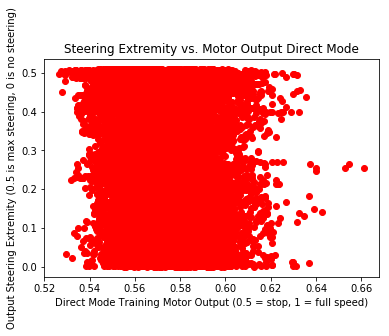 Steering Extremity vs. Motor Output Direct Mode
Output Steering Extremity (0.5 is max steering, 0 is no steering)
0.5
0.4
0.3
0.2
0.1
0.0
0.52 0.54 0.56 0.58 0.60 0.62 0.64 0.66
Direct Mode Training Motor Output (0.5 = stop, 1 = full speed)